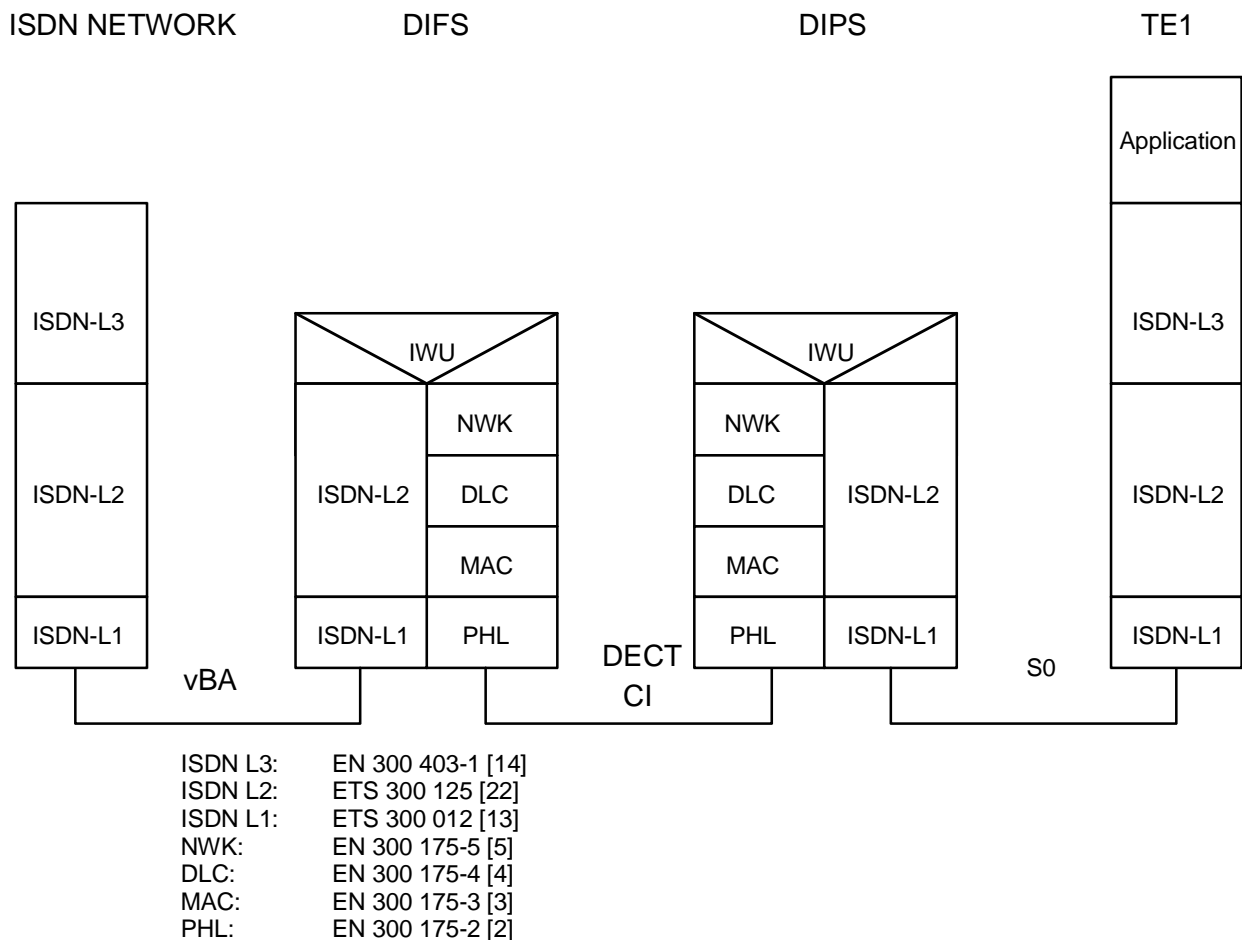 ISDN NETWORK DIFS DIPS TE1
Application
ISDN-L3 ISDN-L3
IWU IWU
NWK NWK
ISDN-L2 ISDN-L2 DLC DLC ISDN-L2 ISDN-L2
MAC MAC
ISDN-L1 ISDN-L1 PHL PHL ISDN-L1 ISDN-L1
vBA DECT S0
CI
ISDN L3: EN 300 403-1 [14]
ISDN L2: ETS 300 125 [22]
ISDN L1: ETS 300 012 [13]
NWK: EN 300 175-5 [5]
DLC: EN 300 175-4 [4]
MAC: EN 300 175-3 [3]
PHL: EN 300 175-2 [2]